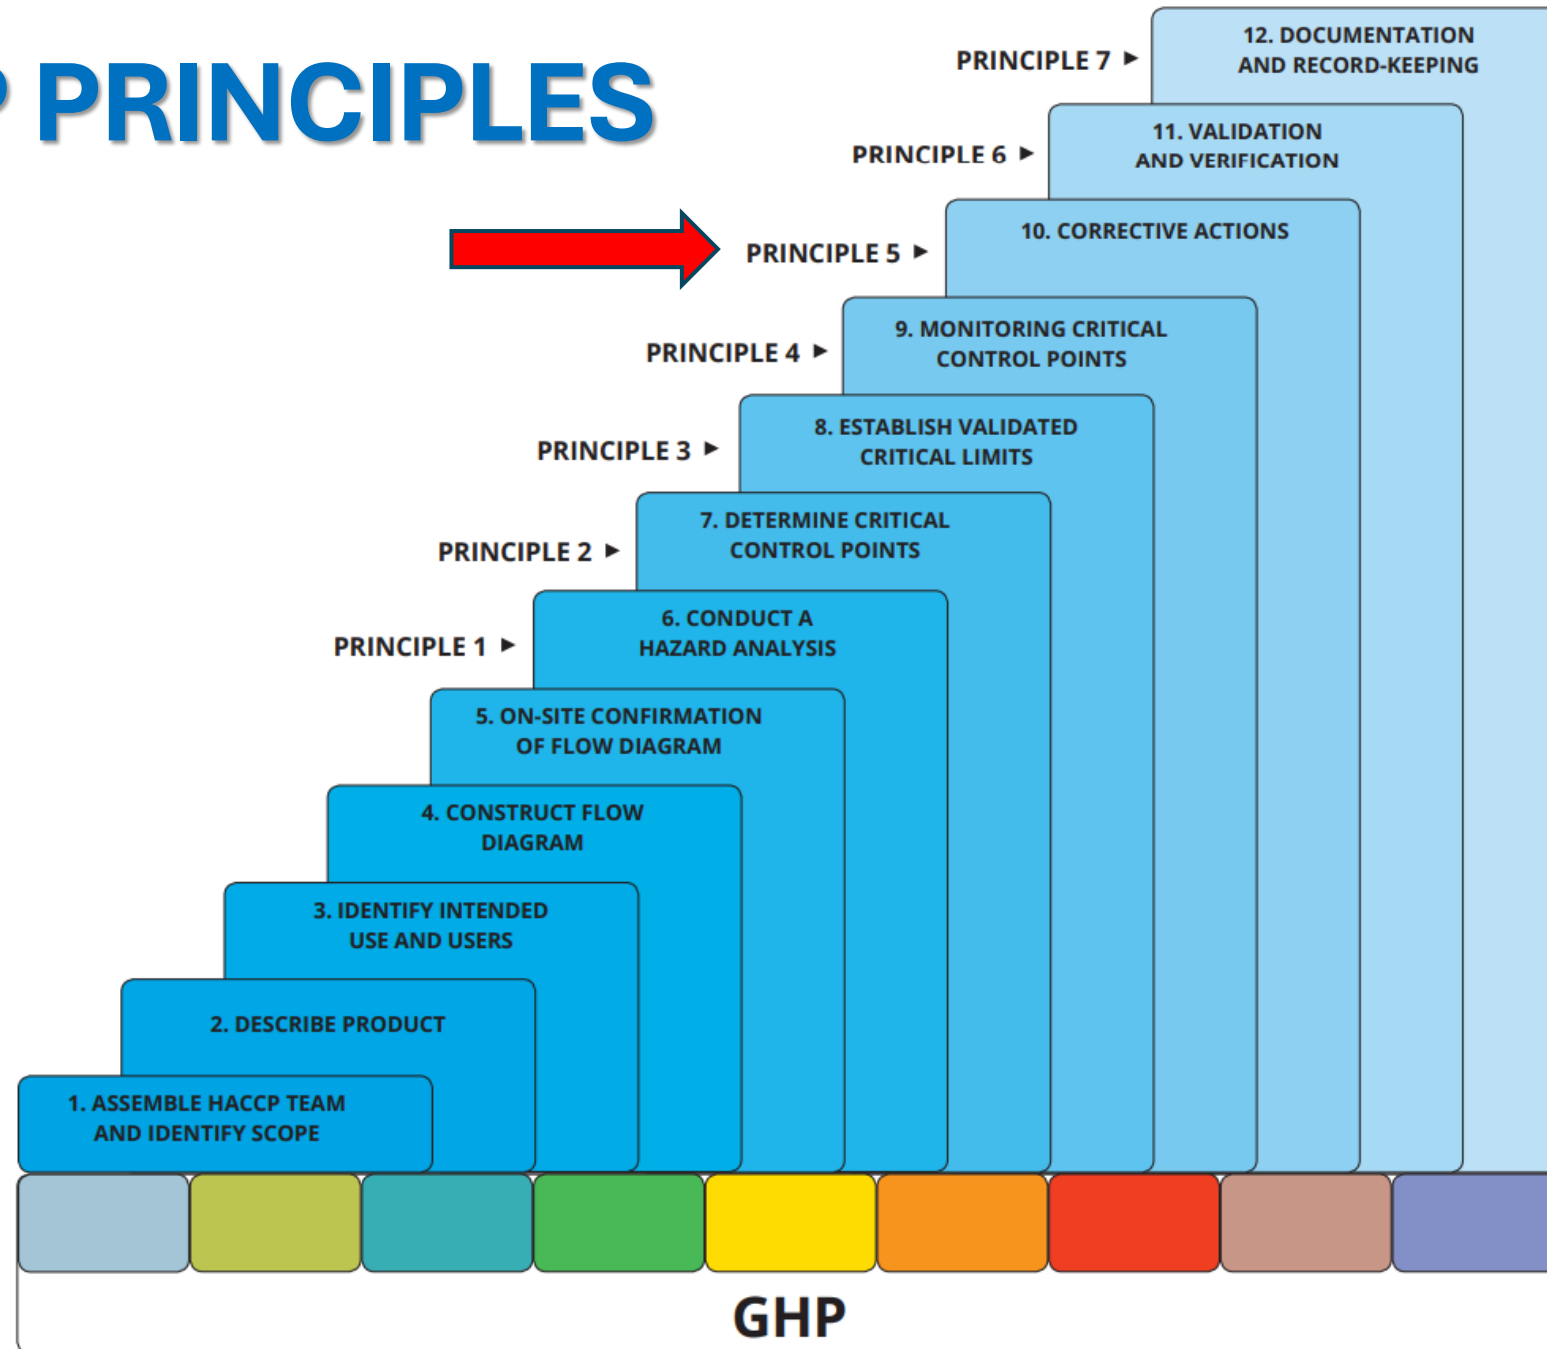 P PRINCIPLES
PRINCIPLE 7 ►
12. DOCUMENTATION
AND RECORD-KEEPING
PRINCIPLE 6 ►
11. VALIDATION
AND VERIFICATION
PRINCIPLE 5 ►
10. CORRECTIVE ACTIONS
PRINCIPLE 4 ►
9. MONITORING CRITICAL
CONTROL POINTS
PRINCIPLE 3 ►
8. ESTABLISH VALIDATED
CRITICAL LIMITS
PRINCIPLE 2 ►
7. DETERMINE CRITICAL
CONTROL POINTS
PRINCIPLE 1 ►
6. CONDUCT A
HAZARD ANALYSIS
5. ON-SITE CONFIRMATION
OF FLOW DIAGRAM
4. CONSTRUCT FLOW
DIAGRAM
3. IDENTIFY INTENDED
USE AND USERS
2. DESCRIBE PRODUCT
1. ASSEMBLE HACCP TEAM
AND IDENTIFY SCOPE
GHP